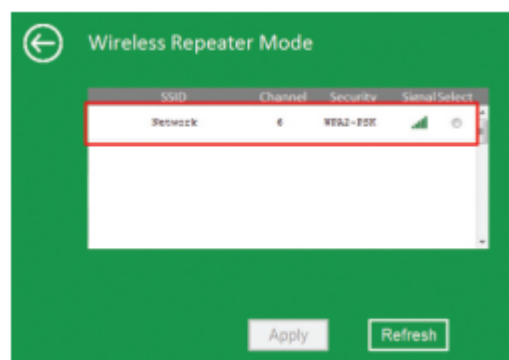 Wireless Repeater Mode
SSID Channel Security Signal Select
Network 6 WPA2-PSK
Apply Refresh